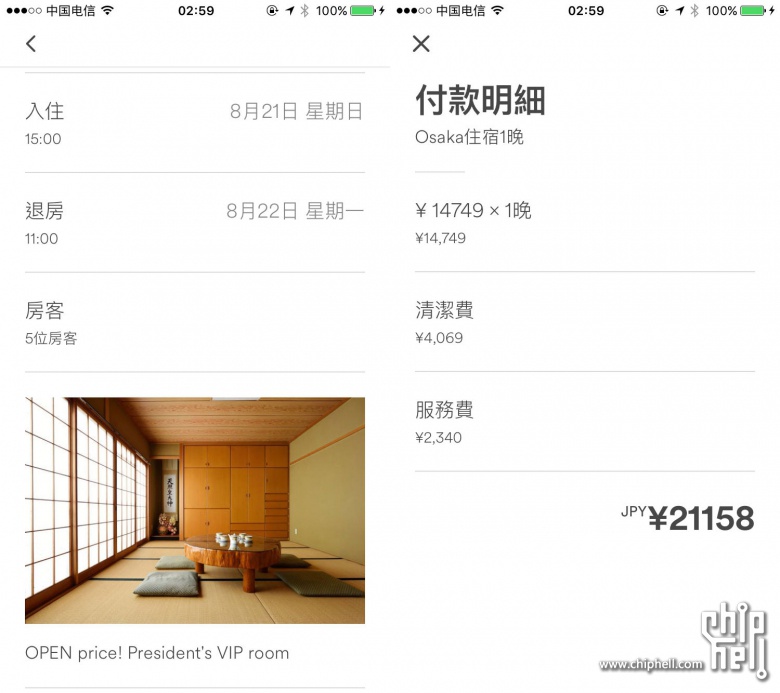 中国电信 02:59 100%
入住 8月21日 星期日
15:00
退房 8月22日 星期一
11:00
房客
5位房客
OPEN price! President's VIP room
中国电信 02:59 100%
付款明細
Osaka住宿1晚
¥ 14749 × 1晚
¥14,749
清潔費
¥4,069
服務費
¥2,340
JPY¥21158
www.chiphell.com
chip
hell